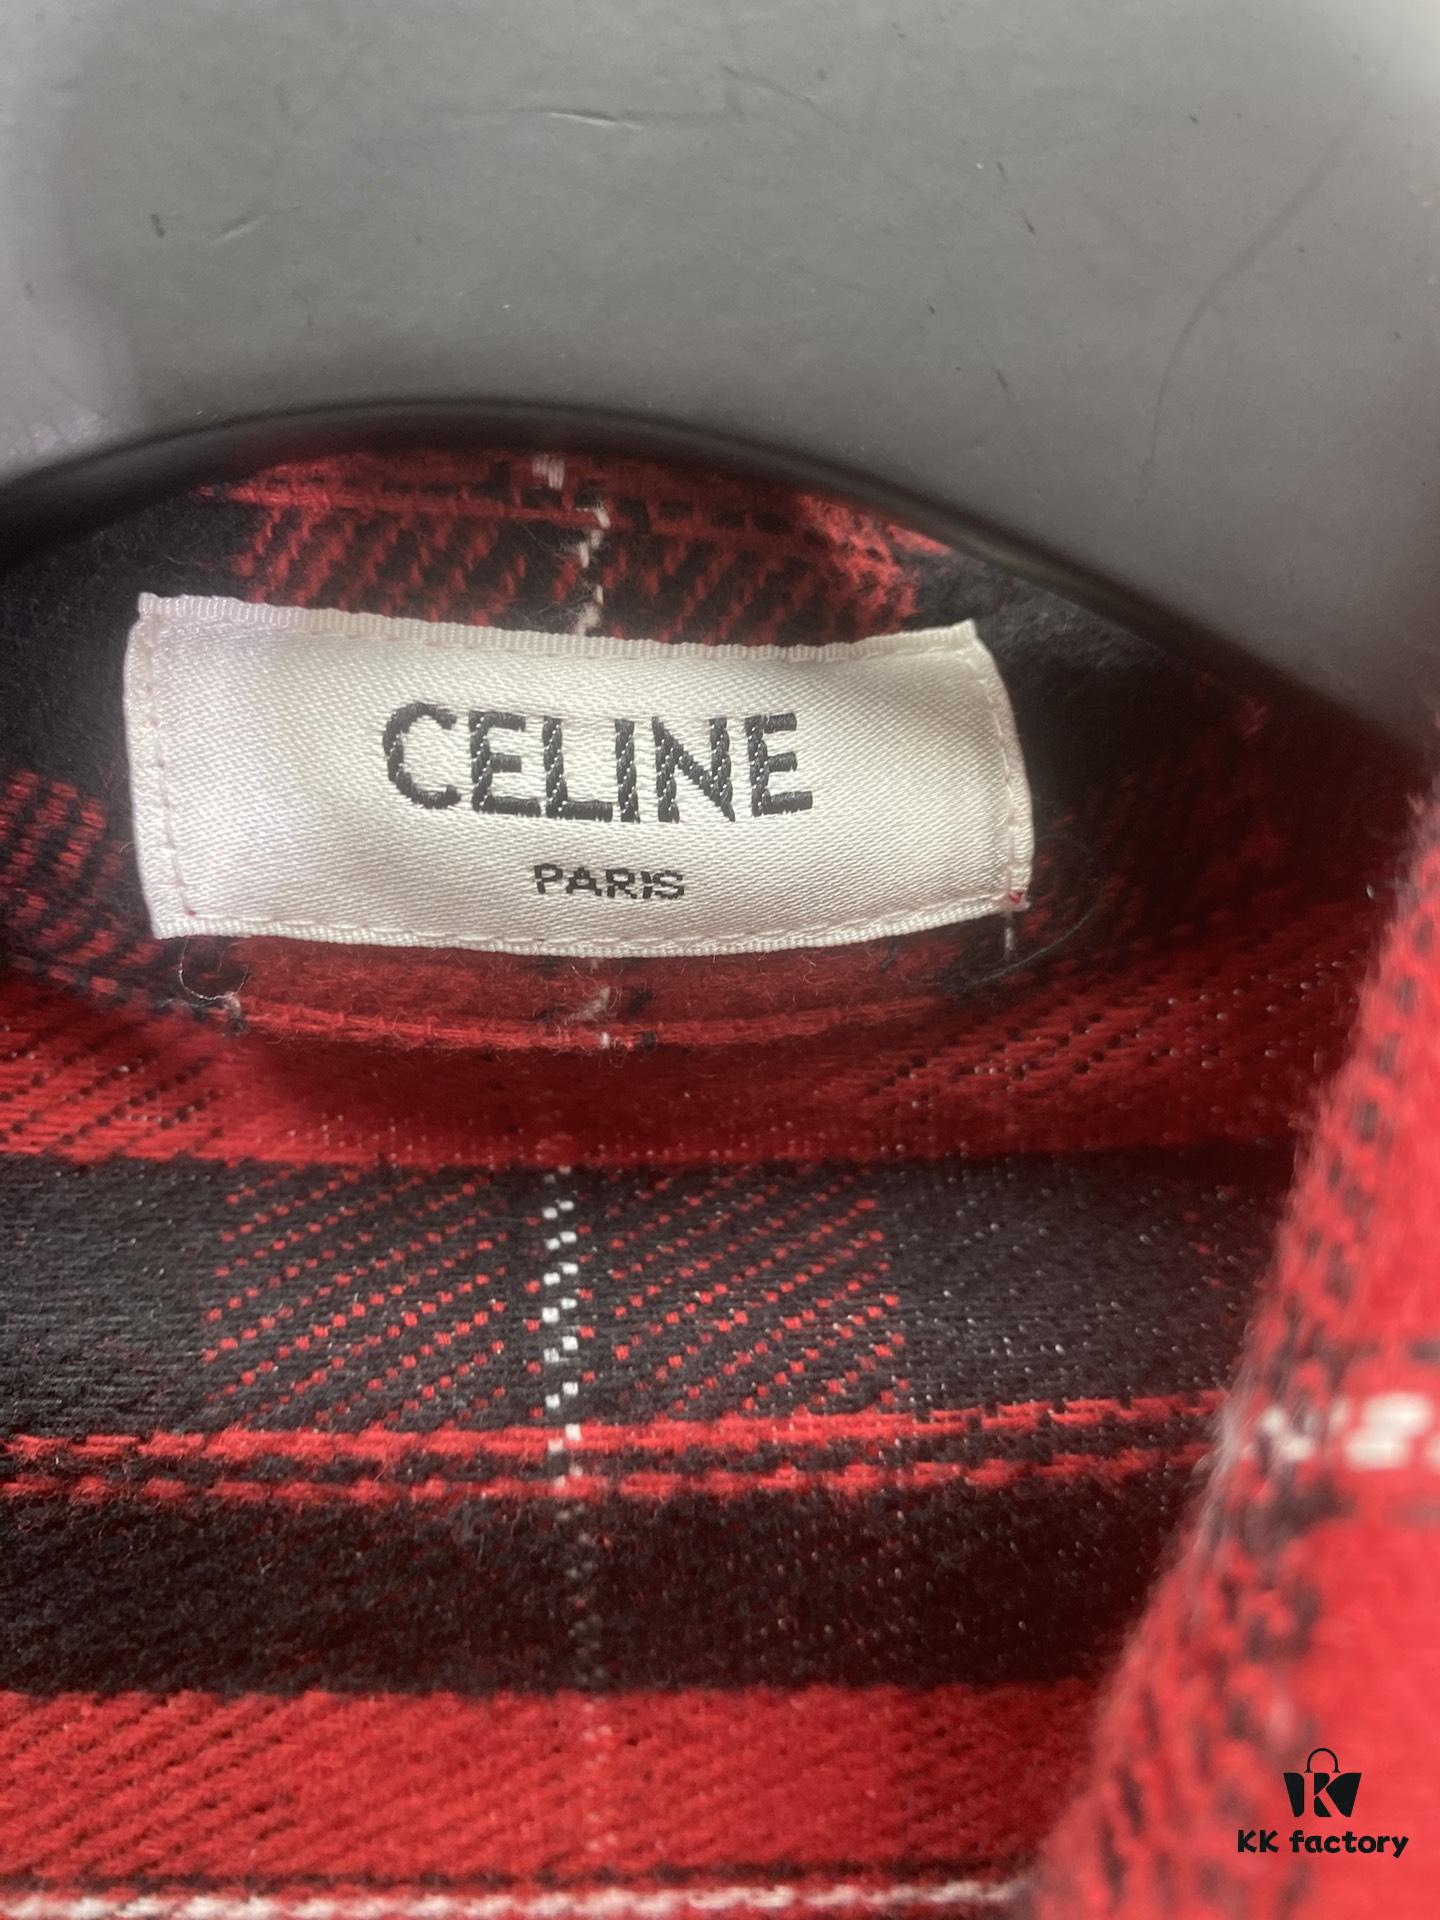 CELINE
PARIS
KK factory